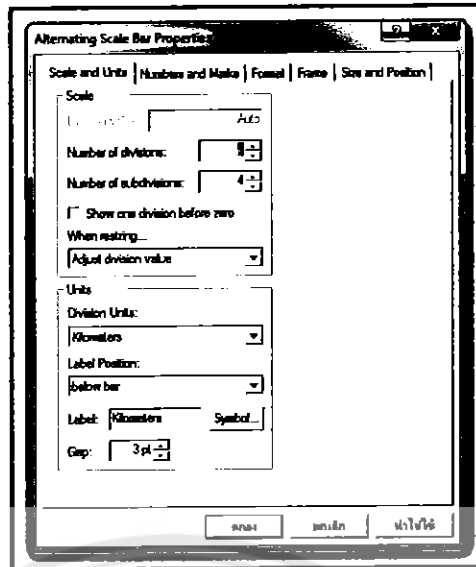 Alternating Scale Bar Properties
Scale and Units Numbers and Marks Format Frame Size and Position
Scale
Auto
Number of divisions:
Number of subdivisions: 4
Show one division before zero
When resizing...
Adjust division value
Units
Division Units:
Kilometers
Label Position:
below bar
Label: Kilometers Symbol...
Gap: 3 pt
ตกลง ยกเลิก นำไปใช้